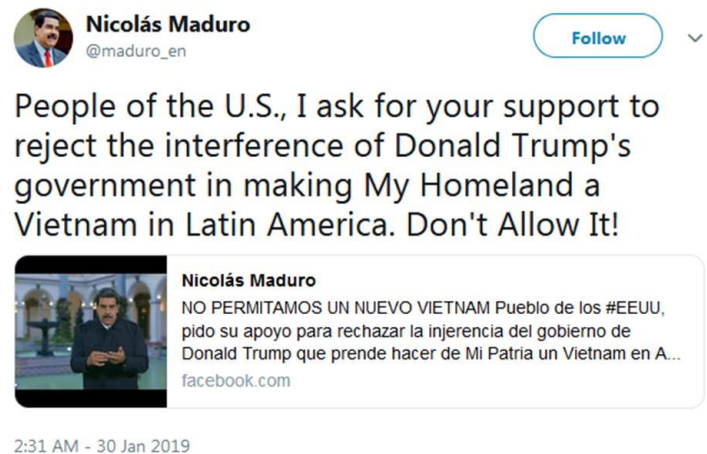 Nicolás Maduro
@maduro_en
Follow
People of the U.S., I ask for your support to
reject the interference of Donald Trump's
government in making My Homeland a
Vietnam in Latin America. Don't Allow It!
Nicolás Maduro
NO PERMITAMOS UN NUEVO VIETNAM Pueblo de los #EEUU,
pido su apoyo para rechazar la injerencia del gobierno de
Donald Trump que prende hacer de Mi Patria un Vietnam en A...
facebook.com
2:31 AM - 30 Jan 2019